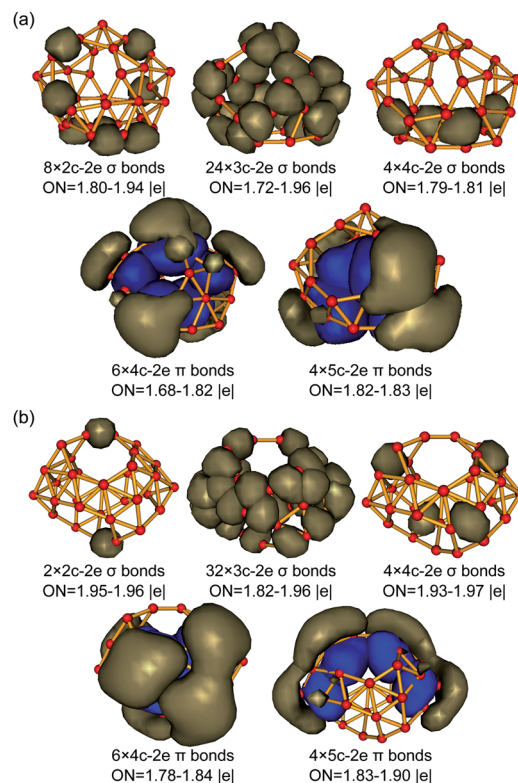 (a)
8×2c-2e σ bonds 24×3c-2e σ bonds 4×4c-2e σ bonds
ON=1.80-1.94 |e| ON=1.72-1.96 |e| ON=1.79-1.81 |e|
6×4c-2e π bonds 4×5c-2e π bonds
ON=1.68-1.82 |e| ON=1.82-1.83 |e|
(b)
2×2c-2e σ bonds 32×3c-2e σ bonds 4×4c-2e σ bonds
ON=1.95-1.96 |e| ON=1.82-1.96 |e| ON=1.93-1.97 |e|
6×4c-2e π bonds 4×5c-2e π bonds
ON=1.78-1.84 |e| ON=1.83-1.90 |e|